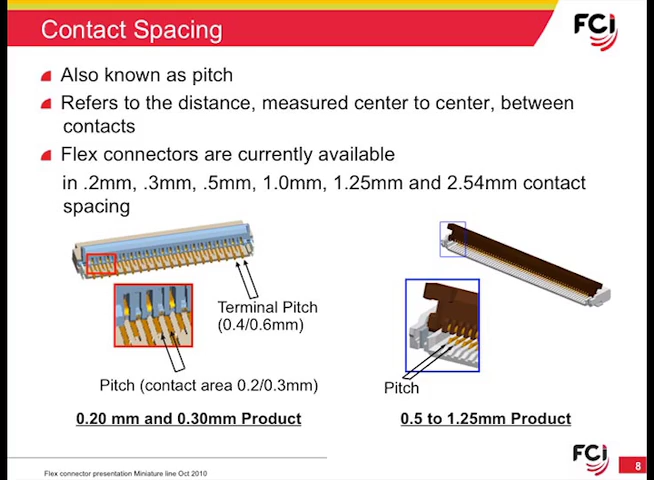 Contact Spacing
FCi
Also known as pitch
Refers to the distance, measured center to center, between
contacts
Flex connectors are currently available
in .2mm, .3mm, .5mm, 1.0mm, 1.25mm and 2.54mm contact
spacing
Terminal Pitch
(0.4/0.6mm)
Pitch (contact area 0.2/0.3mm)
Pitch
0.20 mm and 0.30mm Product
0.5 to 1.25mm Product
FCi
Flex connector presentation Miniature line Oct 2010
8